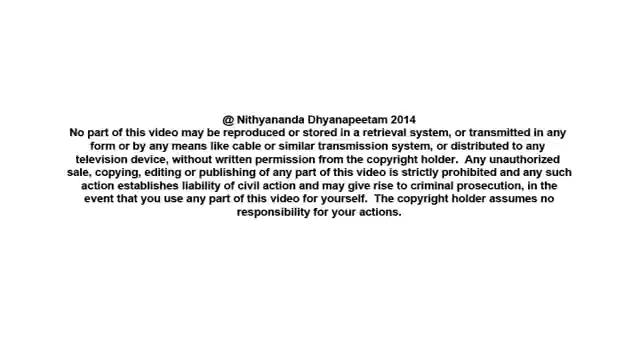 @ Nithyananda Dhyanapeetam 2014
No part of this video may be reproduced or stored in a retrieval system, or transmitted in any
form or by any means like cable or similar transmission system, or distributed to any
television device, without written permission from the copyright holder.  Any unauthorized
sale, copying, editing or publishing of any part of this video is strictly prohibited and any such
action establishes liability of civil action and may give rise to criminal prosecution, in the
event that you use any part of this video for yourself.  The copyright holder assumes no
responsibility for your actions.